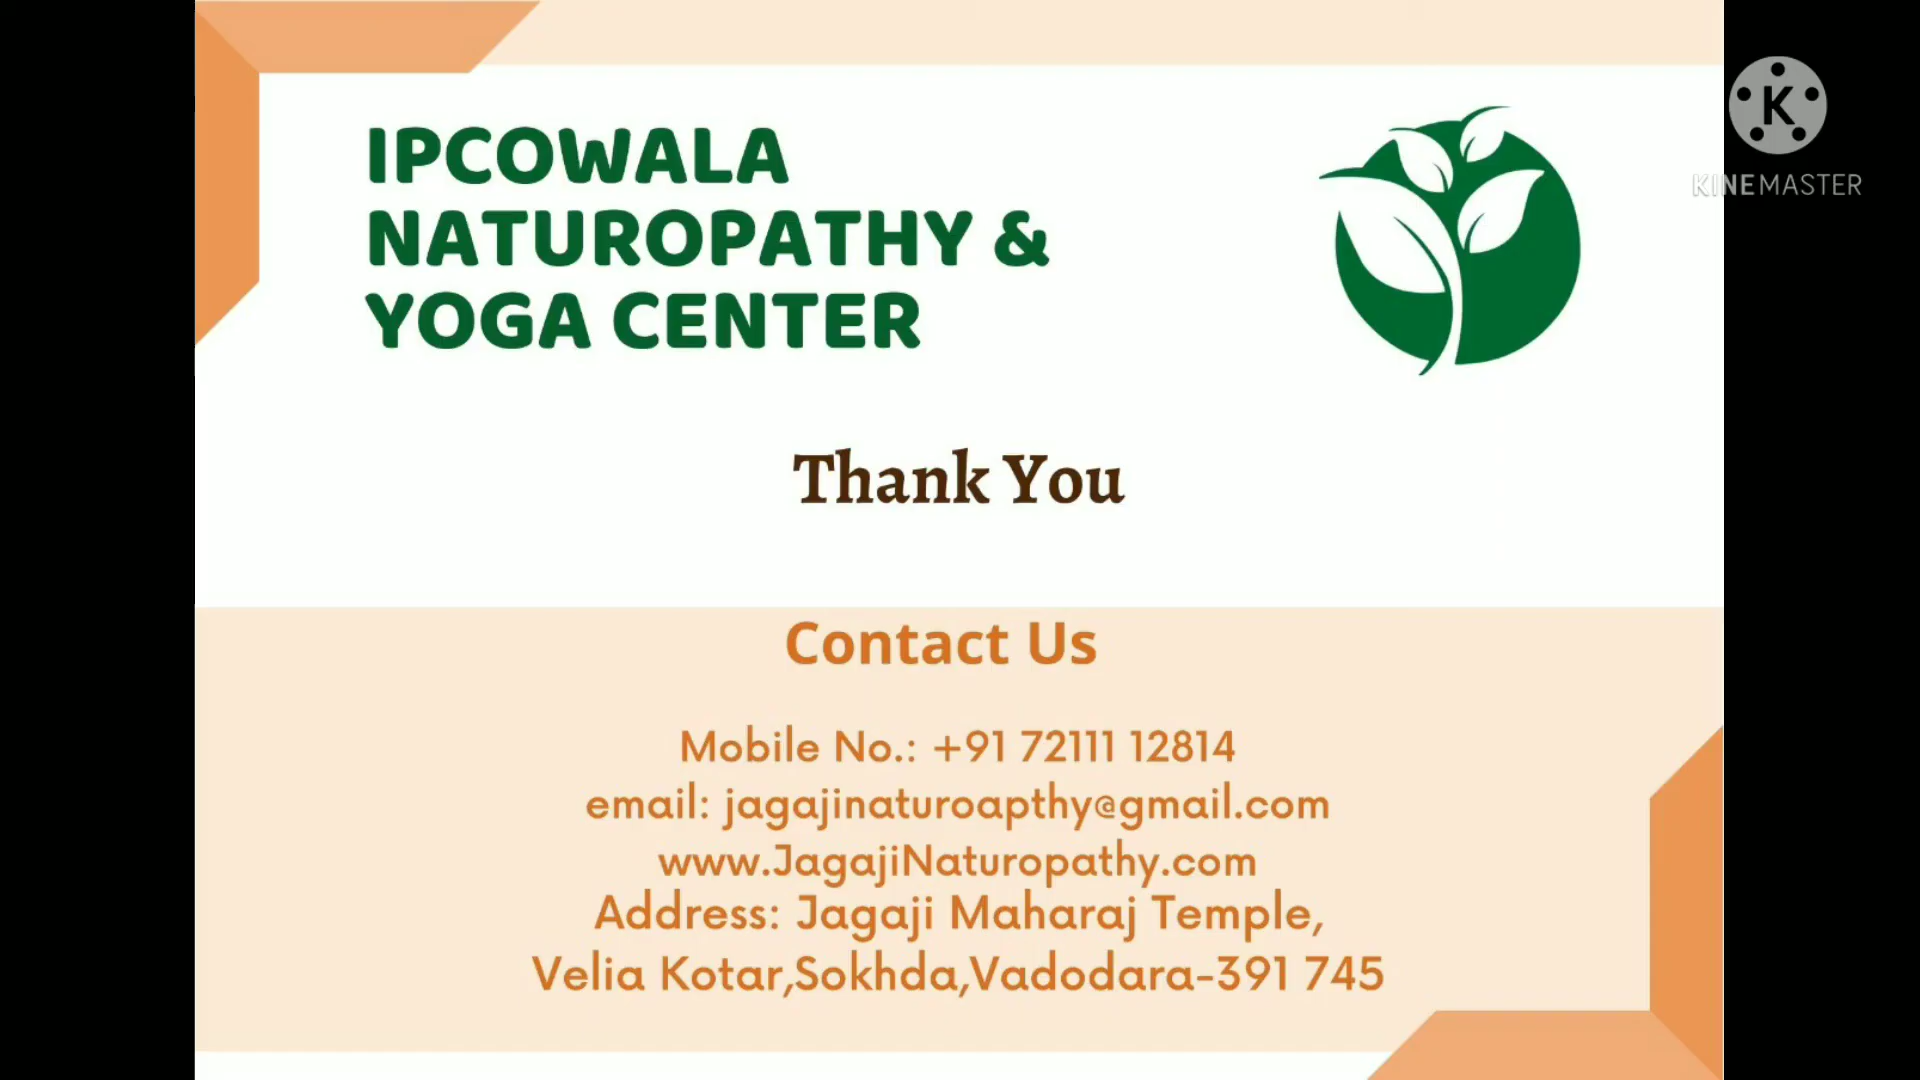 IPCOWALA
NATUROPATHY &
YOGA CENTER
K
KINEMASTER
Thank You
Contact Us
Mobile No.: +91 72111 12814
email: jagajinaturoapthy@gmail.com
www.JagajiNaturopathy.com
Address: Jagaji Maharaj Temple,
Velia Kotar,Sokhda,Vadodara-391 745